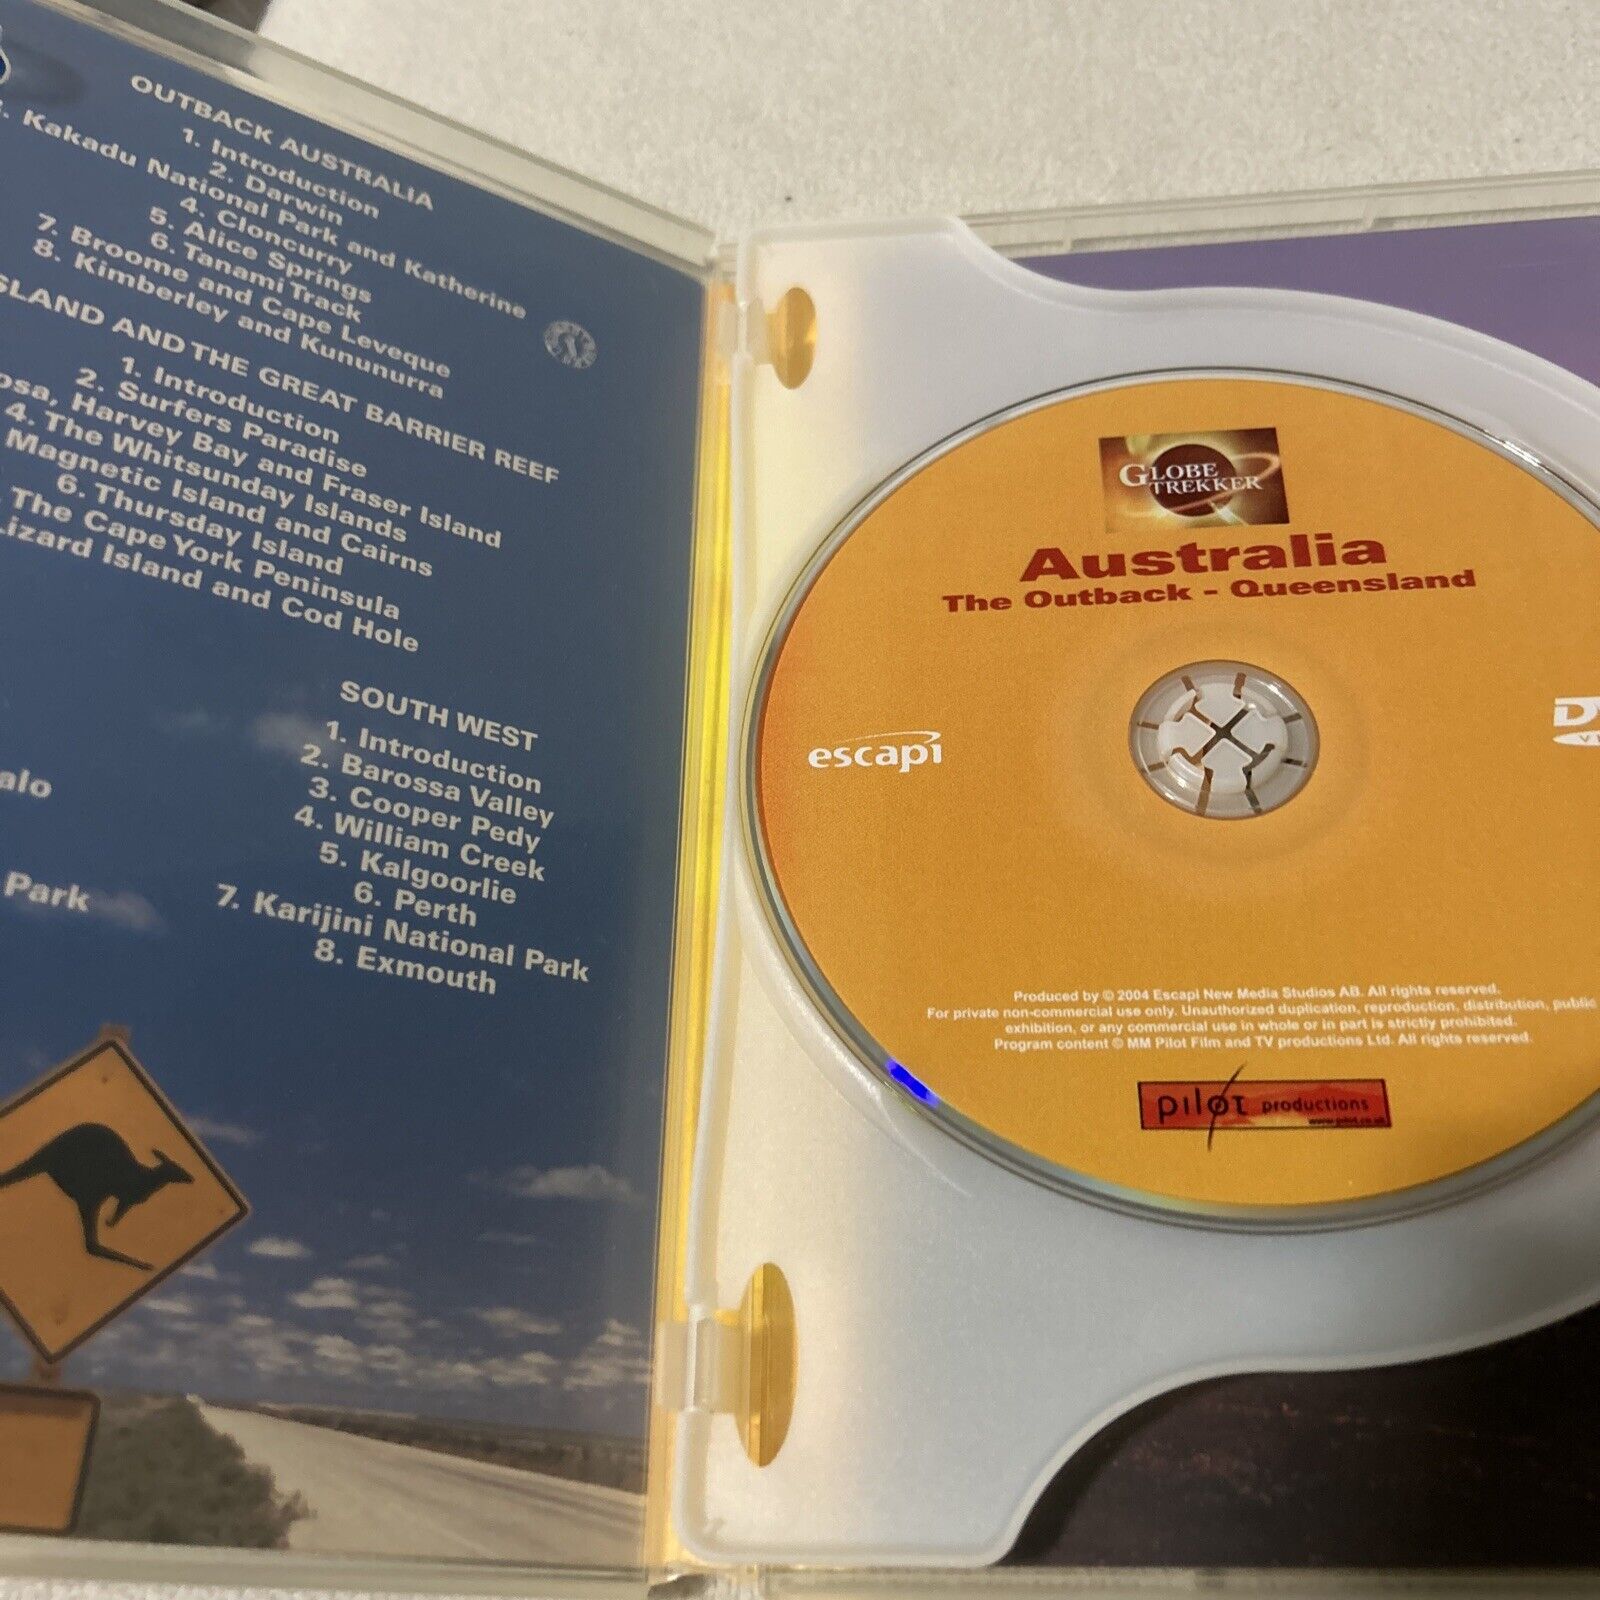 OUTBACK AUSTRALIA
1. Introduction
2. Darwin
Kakadu National Park and Katherine
4. Cloncurry
5. Alice Springs
6. Tanami Track
7. Broome and Cape Leveque
8. Kimberley and Kununurra
AND THE GREAT BARRIER REEF
1. Introduction
2. Surfers Paradise
Harvey Bay and Fraser Island
4. The Whitsunday Islands
Magnetic Island and Cairns
6. Thursday Island
The Cape York Peninsula
Lizard Island and Cod Hole
SOUTH WEST
1. Introduction
2. Barossa Valley
3. Cooper Pedy
4. William Creek
5. Kalgoorlie
6. Perth
7. Karijini National Park
8. Exmouth
Park
GLOBE
TREKKER
Australia
The Outback - Queensland
escapi
Produced by © 2004 Escapi New Media Studios AB. All rights reserved.
For private non-commercial use only. Unauthorized duplication, reproduction, distribution, public
exhibition, or any commercial use in whole or in part is strictly prohibited.
Program content © MM Pilot Film and TV productions Ltd. All rights reserved.
pilot productions